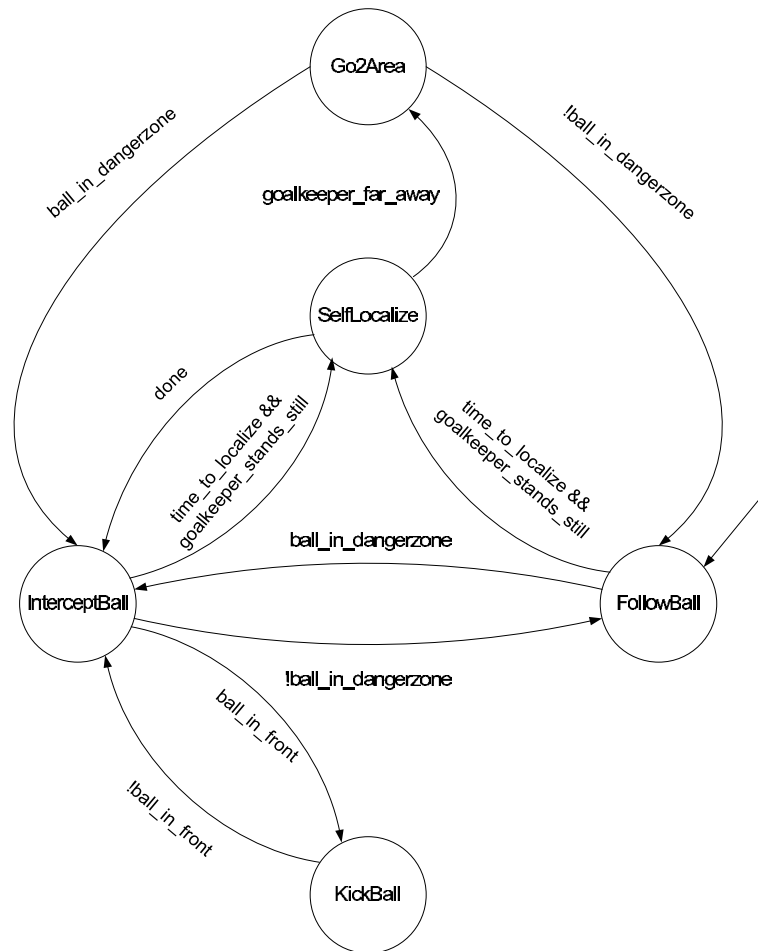 Go2Area
ball_in_dangerzone
!ball_in_dangerzone
goalkeeper_far_away
SelfLocalize
done
time_to_localize &&
goalkeeper_stands_still
time_to_localize &&
goalkeeper_stands_still
ball_in_dangerzone
InterceptBall
FollowBall
!ball_in_dangerzone
ball_in_front
!ball_in_front
KickBall